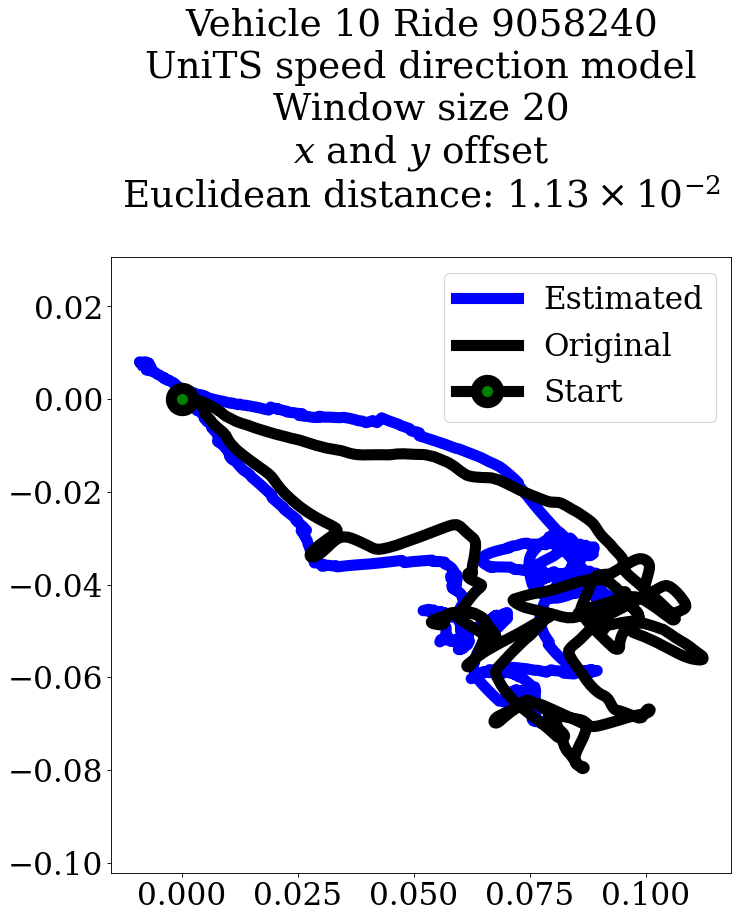 Vehicle 10 Ride 9058240
UniTS speed direction model
Window size 20
x and y offset
Euclidean distance: 1.13 × 10⁻²
Estimated
Original
Start
0.02
0.00
−0.02
−0.04
−0.06
−0.08
−0.10
0.000 0.025 0.050 0.075 0.100